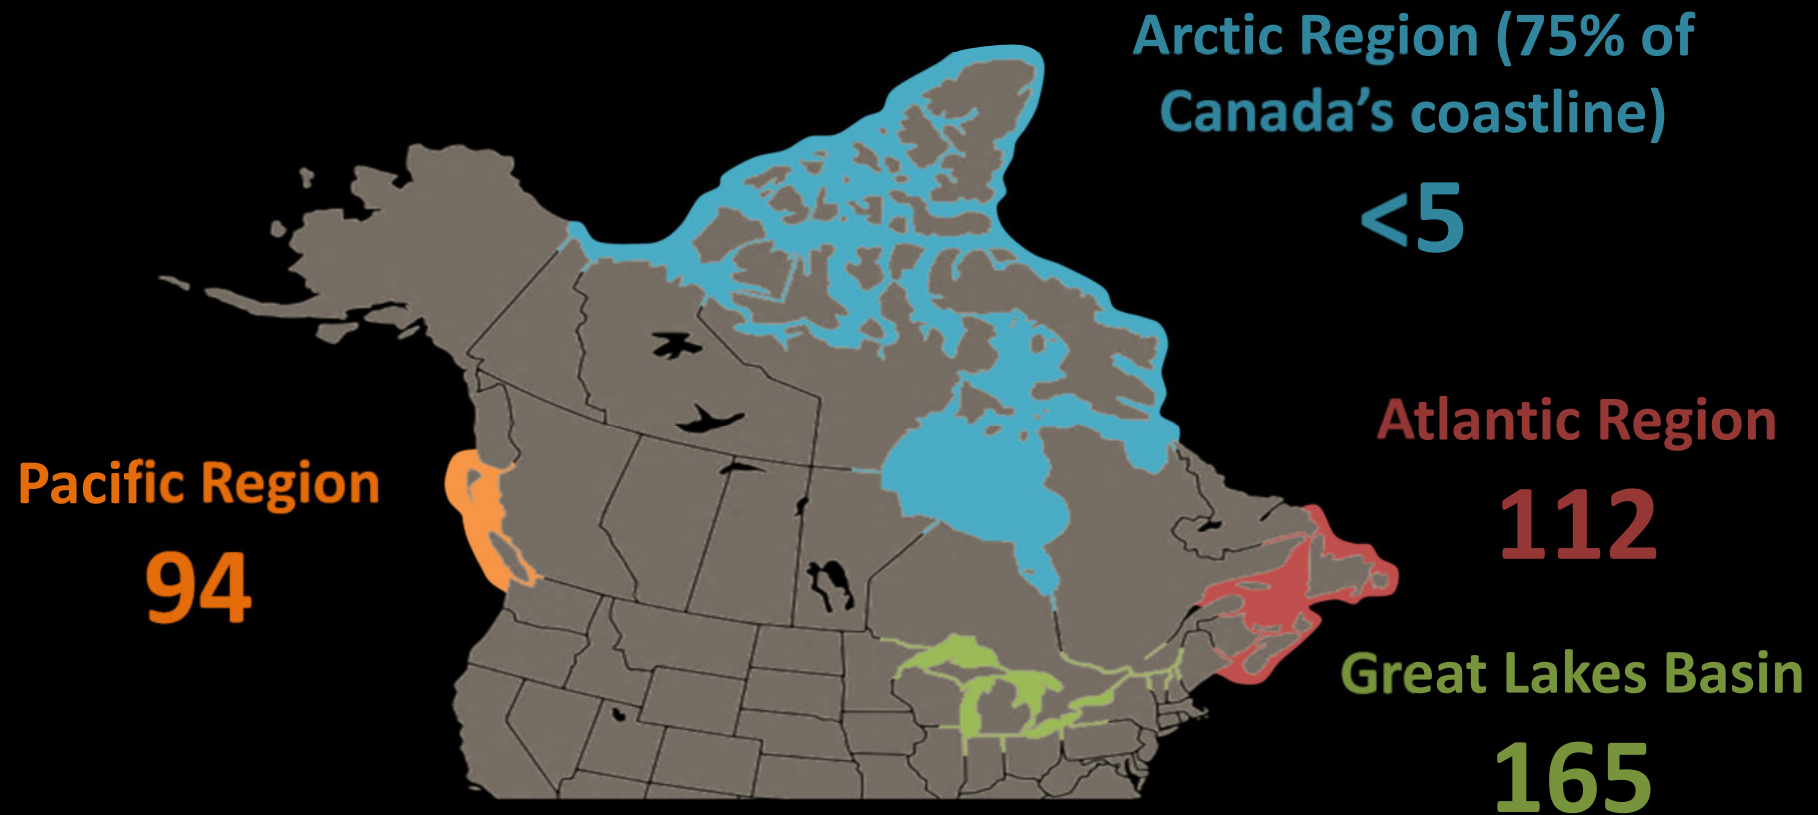 Arctic Region (75% of
Canada’s coastline)
<5
Atlantic Region
112
Pacific Region
94
Great Lakes Basin
165